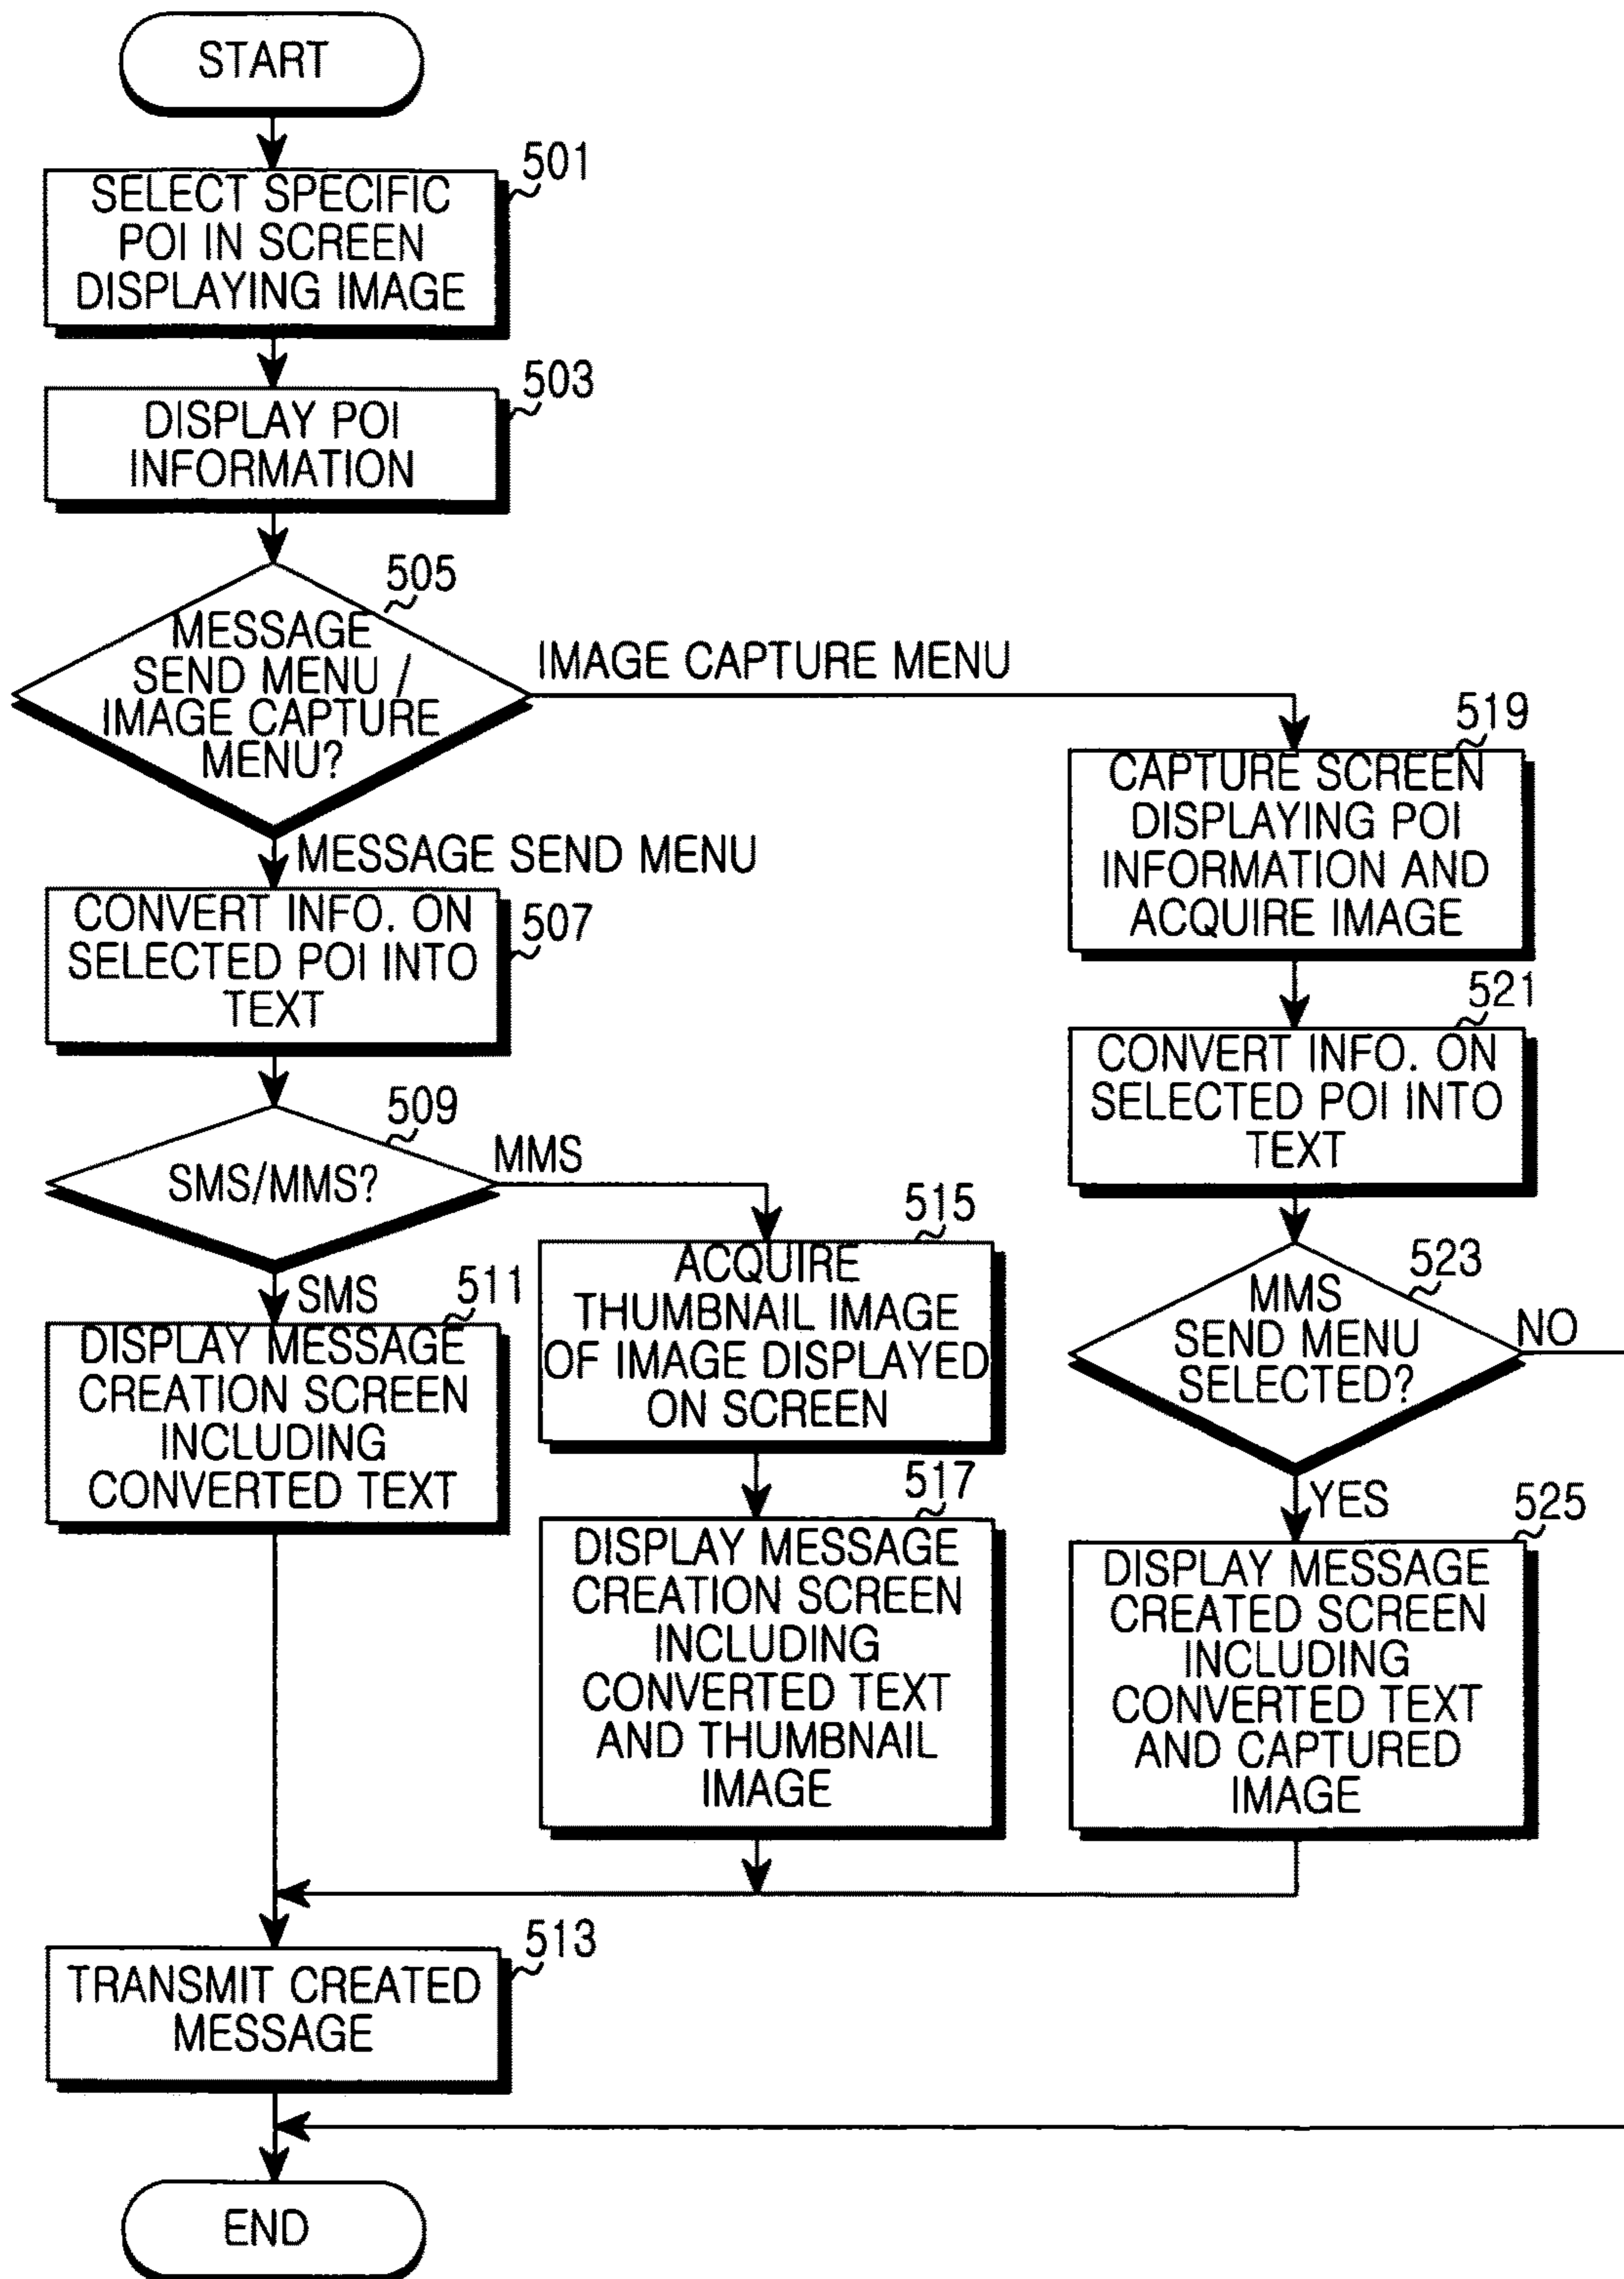 START
501
SELECT SPECIFIC
POI IN SCREEN
DISPLAYING IMAGE
503
DISPLAY POI
INFORMATION
505
MESSAGE
SEND MENU /
IMAGE CAPTURE
MENU?
IMAGE CAPTURE MENU
MESSAGE SEND MENU
507
CONVERT INFO. ON
SELECTED POI INTO
TEXT
509
SMS/MMS?
MMS
SMS
511
DISPLAY MESSAGE
CREATION SCREEN
INCLUDING
CONVERTED TEXT
515
ACQUIRE
THUMBNAIL IMAGE
OF IMAGE DISPLAYED
ON SCREEN
517
DISPLAY MESSAGE
CREATION SCREEN
INCLUDING
CONVERTED TEXT
AND THUMBNAIL
IMAGE
519
CAPTURE SCREEN
DISPLAYING POI
INFORMATION AND
ACQUIRE IMAGE
521
CONVERT INFO. ON
SELECTED POI INTO
TEXT
523
MMS
SEND MENU
SELECTED?
NO
YES
525
DISPLAY MESSAGE
CREATED SCREEN
INCLUDING
CONVERTED TEXT
AND CAPTURED
IMAGE
513
TRANSMIT CREATED
MESSAGE
END